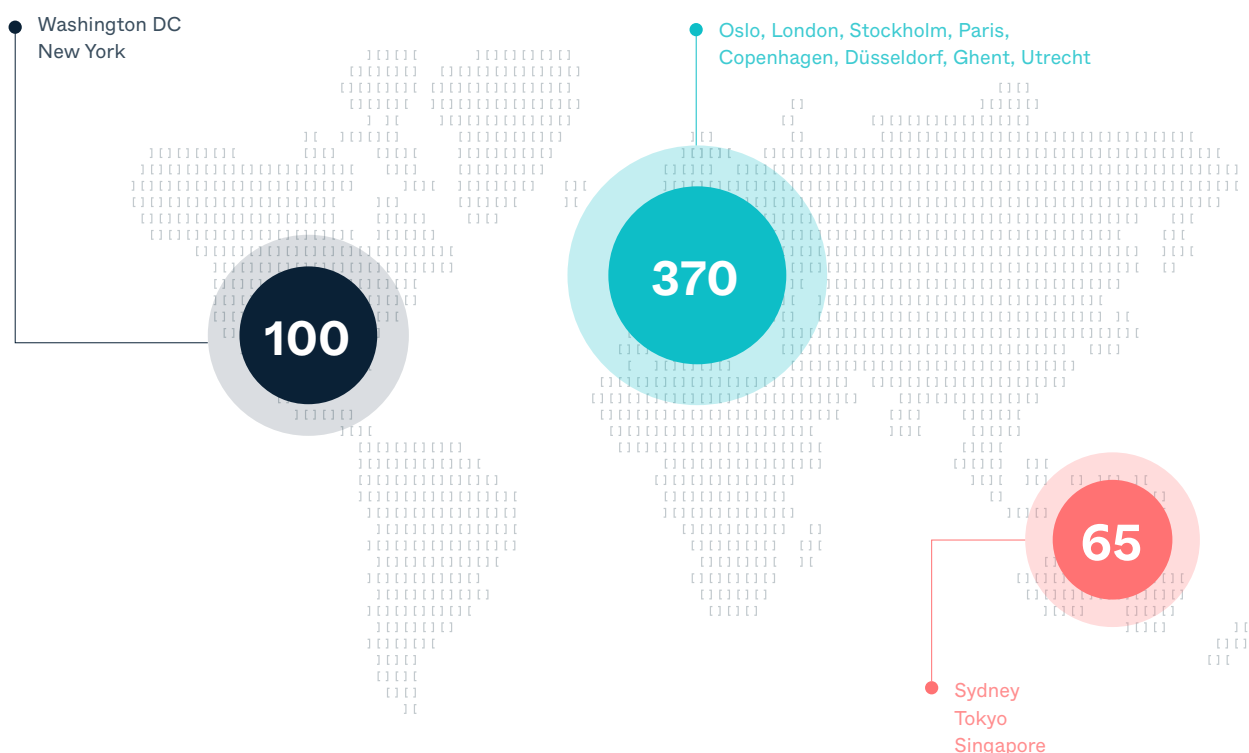 Washington DC
New York
Oslo, London, Stockholm, Paris,
Copenhagen, Düsseldorf, Ghent, Utrecht
370
100
65
Sydney
Tokyo
Singapore